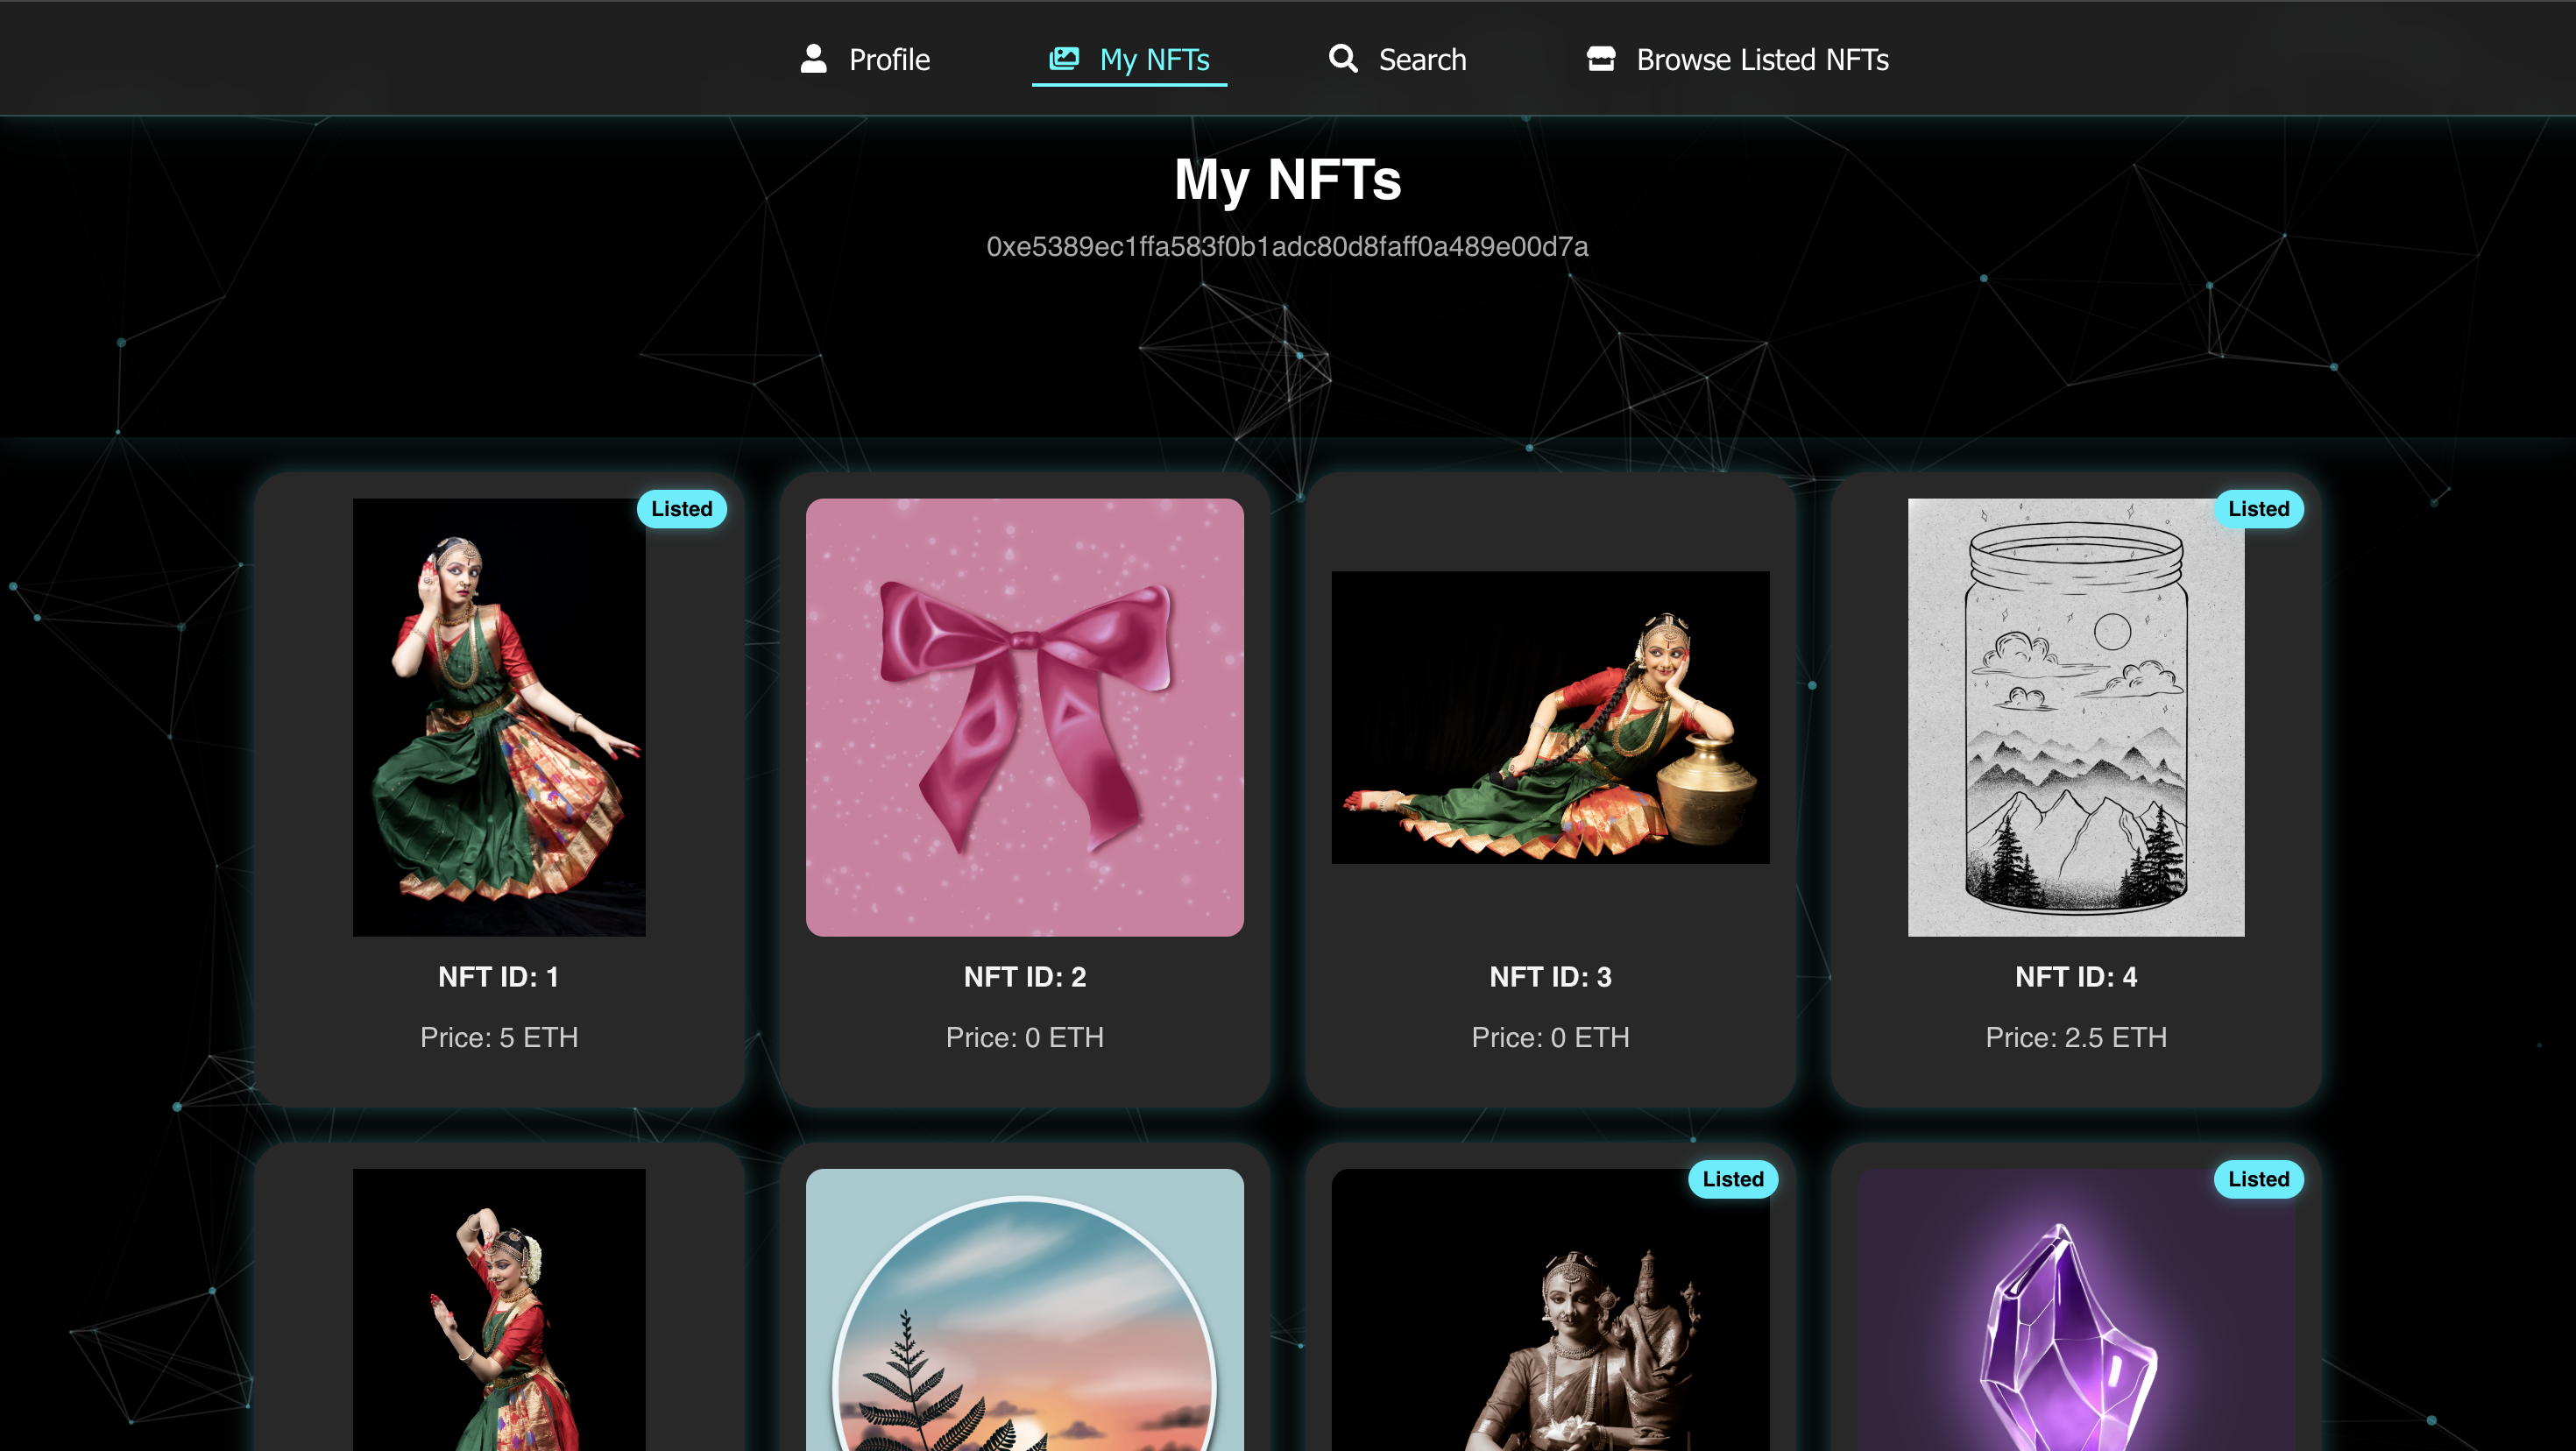 Profile
My NFTs
Search
Browse Listed NFTs
My NFTs
0xe5389ec1ffa583f0b1adc80d8faff0a489e00d7a
Listed
Listed
NFT ID: 1
NFT ID: 2
NFT ID: 3
NFT ID: 4
Price: 5 ETH
Price: 0 ETH
Price: 0 ETH
Price: 2.5 ETH
Listed
Listed